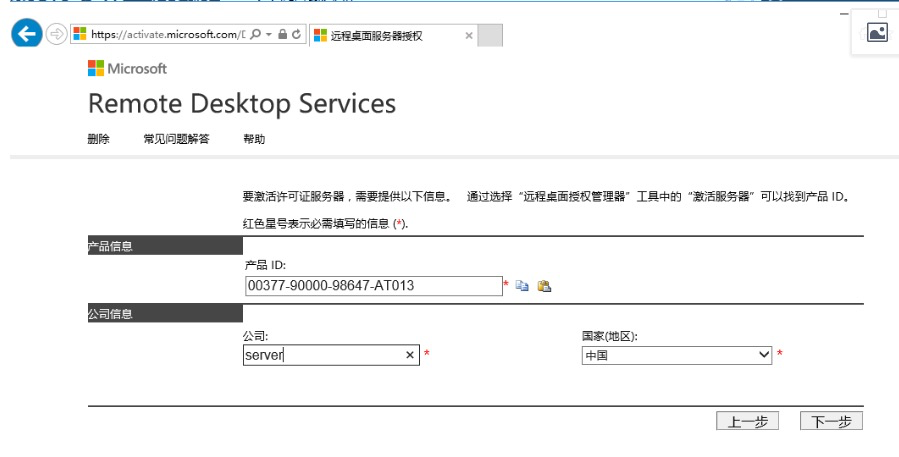 https://activate.microsoft.com/
远程桌面服务器授权
Microsoft
Remote Desktop Services
删除 常见问题解答 帮助
要激活许可证服务器，需要提供以下信息。 通过选择“远程桌面授权管理器”工具中的“激活服务器”可以找到产品 ID。
红色星号表示必需填写的信息 (*).
产品信息
产品 ID:
00377-90000-98647-AT013 *
公司信息
公司: 国家(地区):
server * 中国 *
上一步 下一步